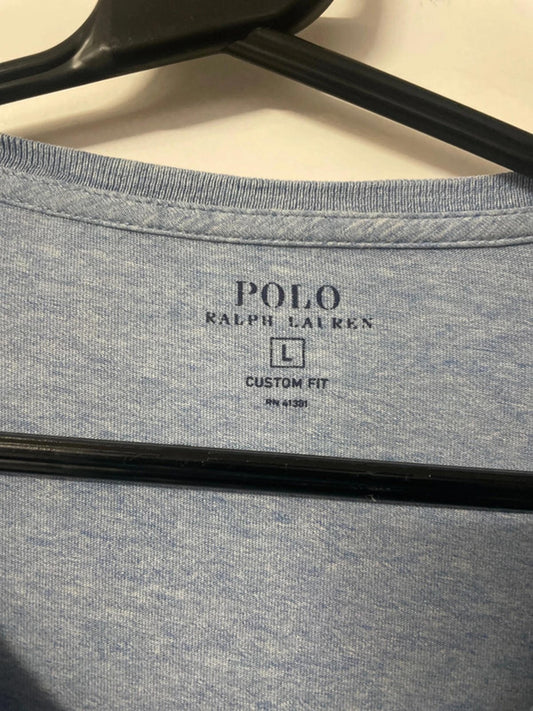 POLO
RALPH LAUREN
L
CUSTOM FIT
RN 41381